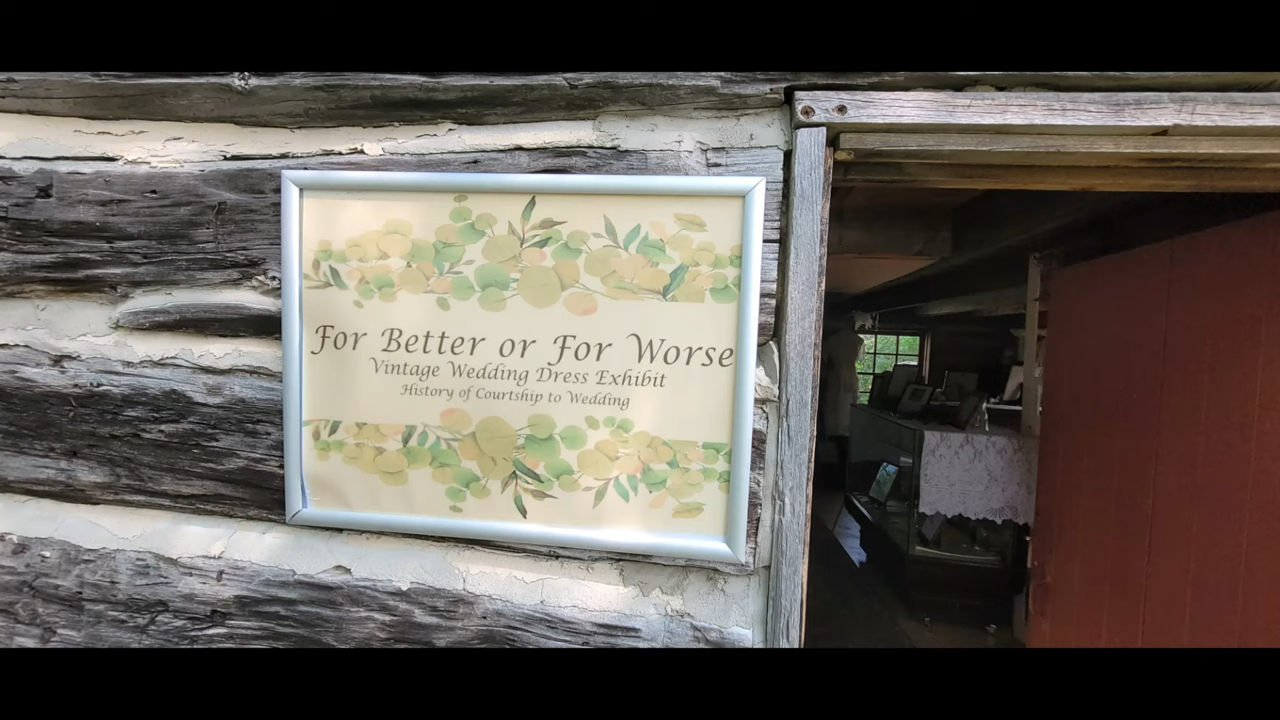 For Better or For Worse
Vintage Wedding Dress Exhibit
History of Courtship to Wedding